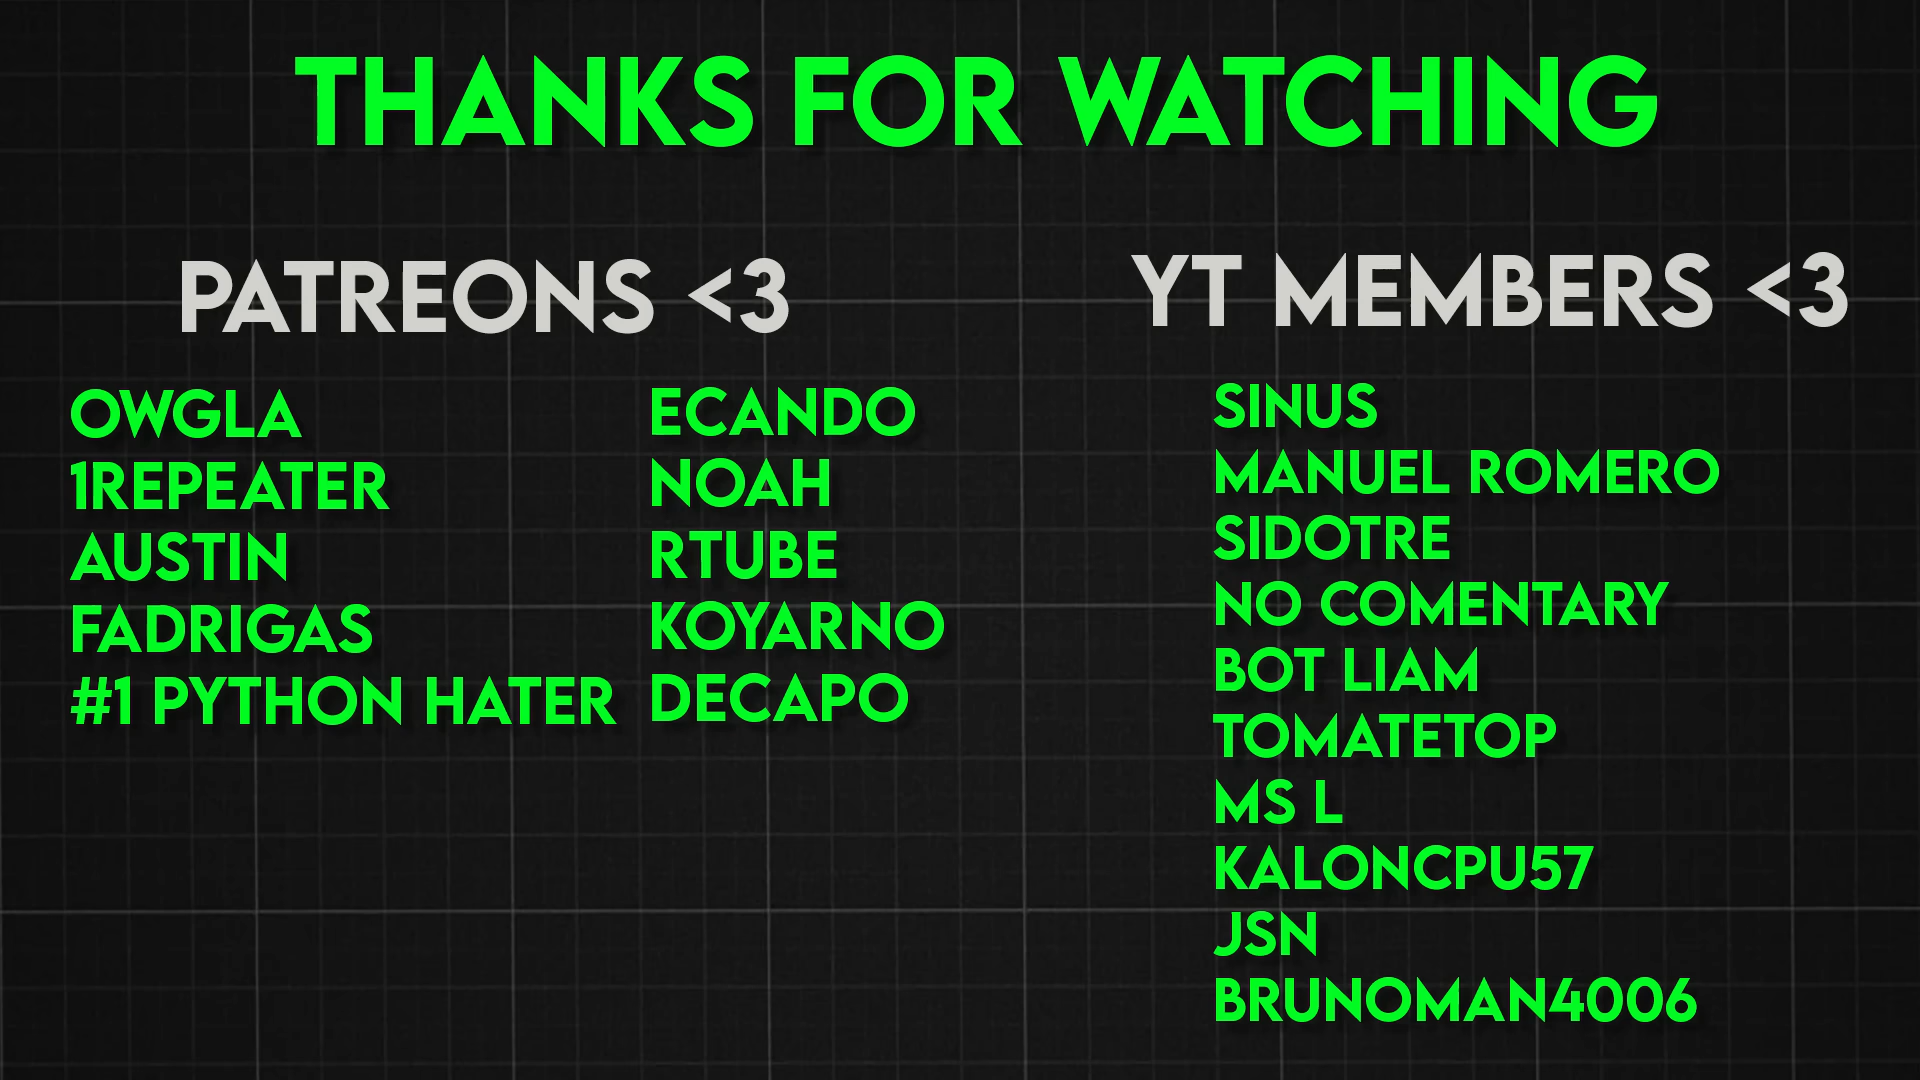 THANKS FOR WATCHING
PATREONS <3
OWGLA
1REPEATER
AUSTIN
FADRIGAS
#1 PYTHON HATER
ECANDO
NOAH
RTUBE
KOYARNO
DECAPO
YT MEMBERS <3
SINUS
MANUEL ROMERO
SIDOTRE
NO COMENTARY
BOT LIAM
TOMATETOP
MS L
KALONCPU57
JSN
BRUNOMAN4006